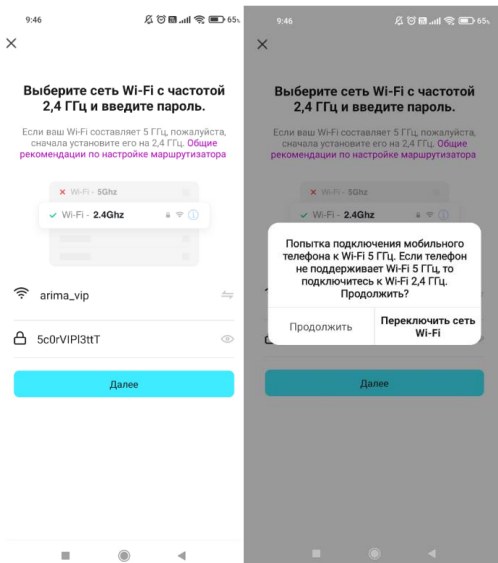 9:46
65%
Выберите сеть Wi-Fi с частотой
2,4 ГГц и введите пароль.
Если ваш Wi-Fi составляет 5 ГГц, пожалуйста,
сначала установите его на 2,4 ГГц. Общие
рекомендации по настройке маршрутизатора
Wi-Fi - 5Ghz
Wi-Fi - 2.4Ghz
arima_vip
5c0rVIPl3ttT
Далее
9:46
65%
Выберите сеть Wi-Fi с частотой
2,4 ГГц и введите пароль.
Если ваш Wi-Fi составляет 5 ГГц, пожалуйста,
сначала установите его на 2,4 ГГц. Общие
рекомендации по настройке маршрутизатора
Wi-Fi - 5Ghz
Wi-Fi - 2.4Ghz
Попытка подключения мобильного
телефона к Wi-Fi 5 ГГц. Если телефон
не поддерживает Wi-Fi 5 ГГц, то
подключитесь к Wi-Fi 2,4 ГГц.
Продолжить?
Продолжить
Переключить сеть
Wi-Fi
Далее